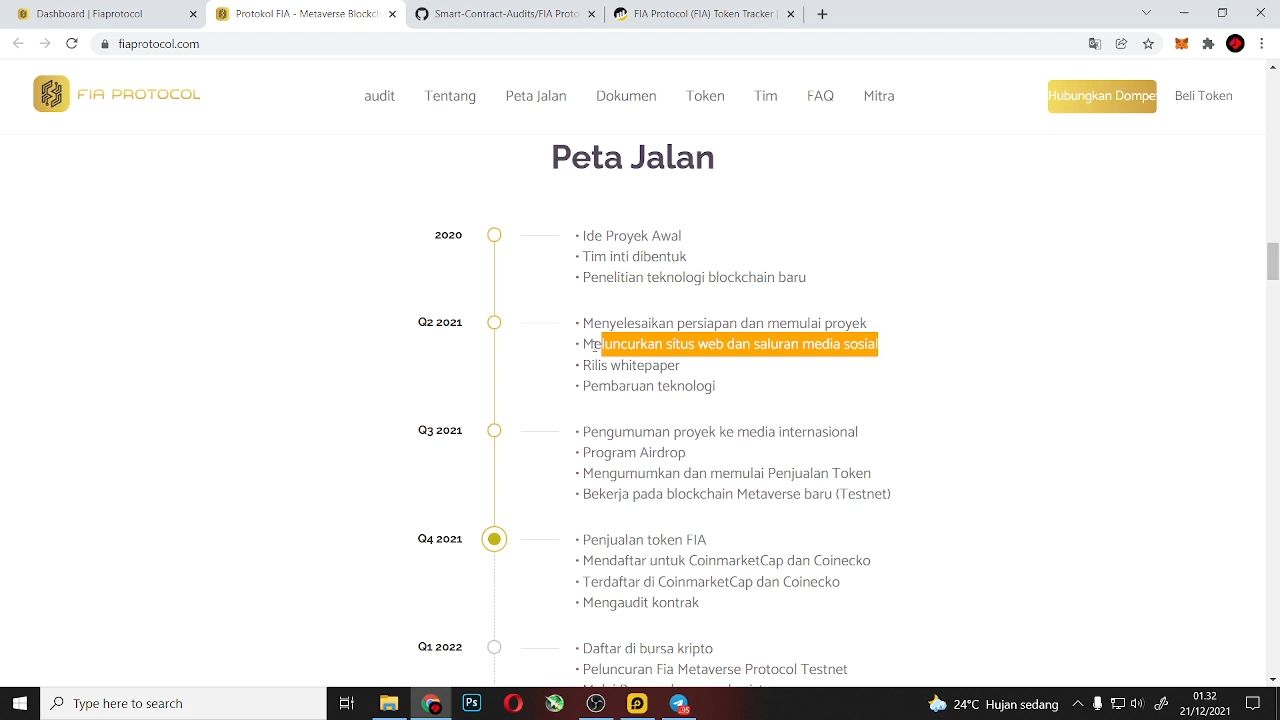 Dashboard
Protokol FIA - Metaverse Blockch
Smart-Contract-Audits/FIA Proto
FIA Protocol (FIA) Token Tracker |
fiaprotocol.com
FIA PROTOCOL
audit
Tentang
Peta Jalan
Dokumen
Token
Tim
FAQ
Mitra
Hubungkan Dompe
Beli Token
Peta Jalan
2020
• Ide Proyek Awal
• Tim inti dibentuk
• Penelitian teknologi blockchain baru
Q2 2021
• Menyelesaikan persiapan dan memulai proyek
• Meluncurkan situs web dan saluran media sosial
• Rilis whitepaper
• Pembaruan teknologi
Q3 2021
• Pengumuman proyek ke media internasional
• Program Airdrop
• Mengumumkan dan memulai Penjualan Token
• Bekerja pada blockchain Metaverse baru (Testnet)
Q4 2021
• Penjualan token FIA
• Mendaftar untuk CoinmarketCap dan Coinecko
• Terdaftar di CoinmarketCap dan Coinecko
• Mengaudit kontrak
Q1 2022
• Daftar di bursa kripto
• Peluncuran Fia Metaverse Protocol Testnet
Type here to search
Ps
95
24°C Hujan sedang
01.32
21/12/2021